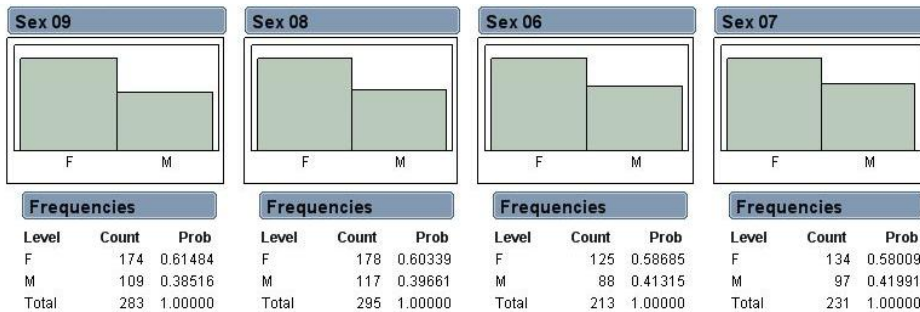 Sex 09
F M
Frequencies
Level Count Prob
F 174 0.61484
M 109 0.38516
Total 283 1.00000
Sex 08
F M
Frequencies
Level Count Prob
F 178 0.60339
M 117 0.39661
Total 295 1.00000
Sex 06
F M
Frequencies
Level Count Prob
F 125 0.58685
M 88 0.41315
Total 213 1.00000
Sex 07
F M
Frequencies
Level Count Prob
F 134 0.58009
M 97 0.41991
Total 231 1.00000